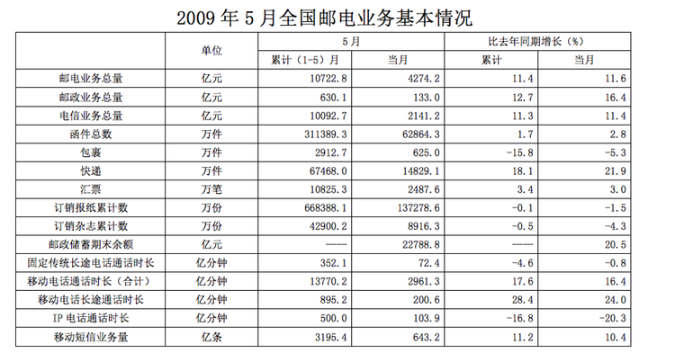 2009 年 5 月全国邮电业务基本情况
单位 5 月 比去年同期增长（%）
累计（1-5）月 当月 累计 当月
邮电业务总量 亿元 10722.8 4274.2 11.4 11.6
邮政业务总量 亿元 630.1 133.0 12.7 16.4
电信业务总量 亿元 10092.7 2141.2 11.3 11.4
函件总数 万件 311389.3 62864.3 1.7 2.8
包裹 万件 2912.7 625.0 -15.8 -5.3
快递 万件 67468.0 14829.1 18.1 21.9
汇票 万笔 10825.3 2487.6 3.4 3.0
订销报纸累计数 万份 668388.1 137278.6 -0.1 -1.5
订销杂志累计数 万份 42900.2 8916.3 -0.5 -4.3
邮政储蓄期末余额 亿元 —— 22788.8 —— 20.5
固定传统长途电话通话时长 亿分钟 352.1 72.4 -4.6 -0.8
移动电话通话时长（合计） 亿分钟 13770.2 2961.3 17.6 16.4
移动电话长途通话时长 亿分钟 895.2 200.6 28.4 24.0
IP 电话通话时长 亿分钟 500.0 103.9 -16.8 -20.3
移动短信业务量 亿条 3195.4 643.2 11.2 10.4